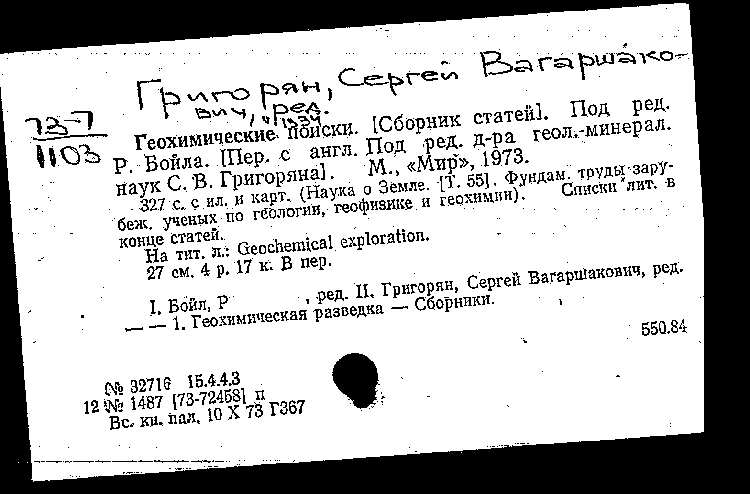 Григорян, Сергей Вагаршако-
вич, ред.
73-7
1103
Геохимические поиски. [Сборник статей]. Под ред.
Р. Бойла. [Пер. с англ. Под ред. д-ра геол.-минерал.
наук С. В. Григоряна]. М., «Мир», 1973.
327 с. с ил. и карт. (Наука о Земле. [Т. 55]. Фундам. труды зару-
беж. ученых по геологии, геофизике и геохимии). Списки лит. в
конце статей.
На тит. л.: Geochemical exploration.
27 см. 4 р. 17 к. В пер.
I. Бойл, Р , ред. II. Григорян, Сергей Вагаршакович, ред.
— — 1. Геохимическая разведка — Сборники.
550.84
№ 32716 15.4.4.3
12 № 1487 [73-72458] п
Вс. кн. пал. 10 X 73 Г367